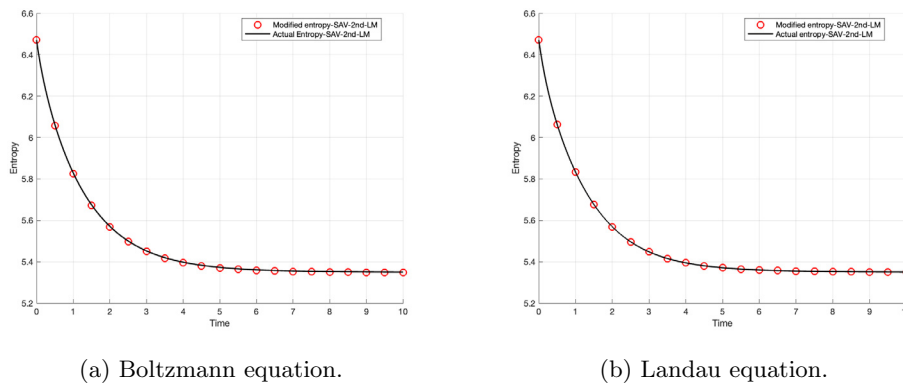 6.6
6.4
6.2
6
5.8
5.6
5.4
5.2
Entropy
0 1 2 3 4 5 6 7 8 9 10
Time
Modified entropy-SAV-2nd-LM
Actual Entropy-SAV-2nd-LM
(a) Boltzmann equation.
6.6
6.4
6.2
6
5.8
5.6
5.4
5.2
Entropy
0 1 2 3 4 5 6 7 8 9
Time
Modified entropy-SAV-2nd-LM
Actual entropy-SAV-2nd-LM
(b) Landau equation.